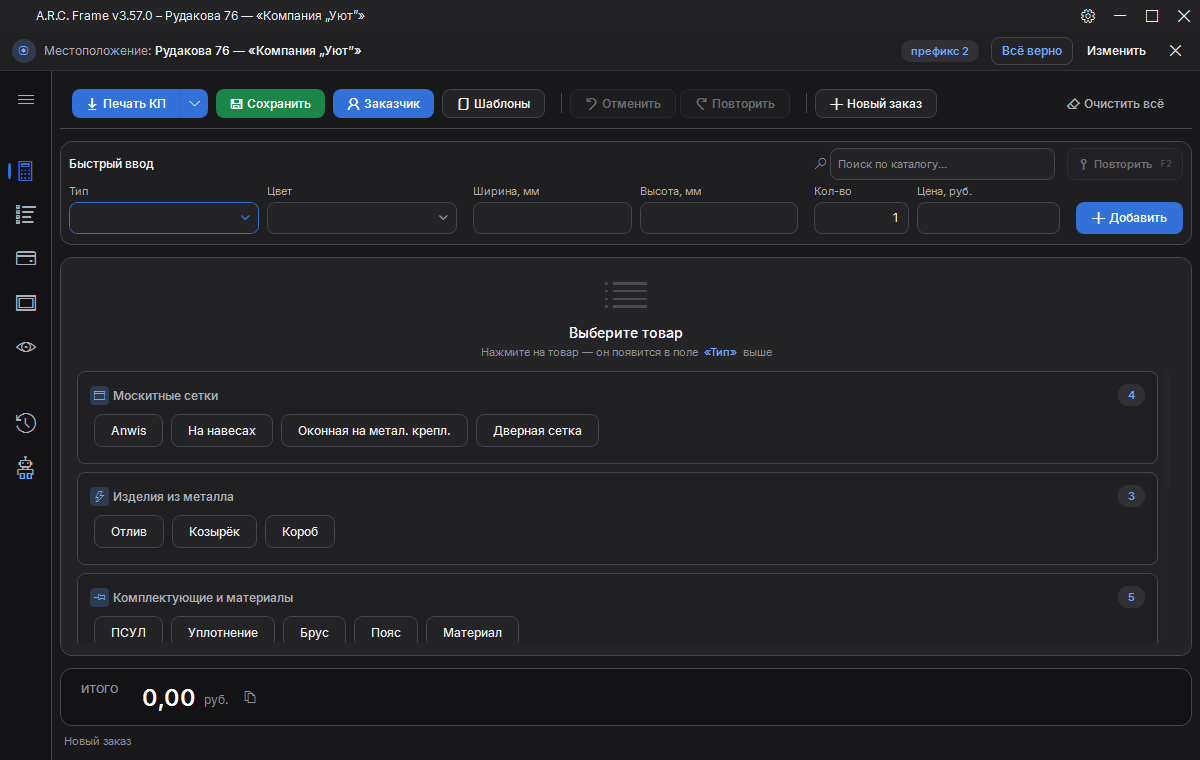 A.R.C. Frame v3.57.0 – Рудакова 76 — «Компания „Уют"»
Местоположение: Рудакова 76 — «Компания „Уют"»
префикс 2
Всё верно
Изменить
Печать КП
Сохранить
Заказчик
Шаблоны
Отменить
Повторить
Новый заказ
Очистить всё
Быстрый ввод
Поиск по каталогу...
Повторить F2
Тип
Цвет
Ширина, мм
Высота, мм
Кол-во
Цена, руб.
1
Добавить
Выберите товар
Нажмите на товар — он появится в поле «Тип» выше
Москитные сетки
4
Anwis
На навесах
Оконная на метал. крепл.
Дверная сетка
Изделия из металла
3
Отлив
Козырёк
Короб
Комплектующие и материалы
5
ПСУЛ
Уплотнение
Брус
Пояс
Материал
ИТОГО
0,00 руб.
Новый заказ